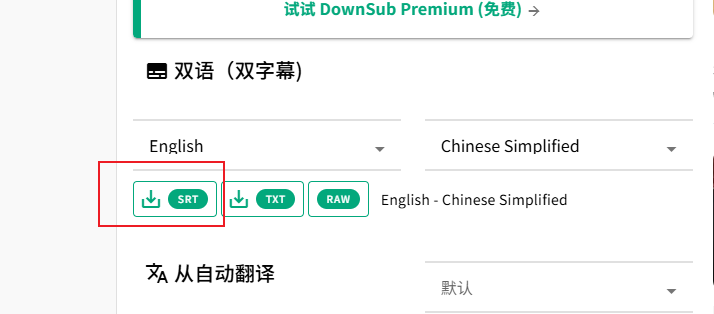 试试 DownSub Premium (免费) →
双语（双字幕)
English
Chinese Simplified
SRT TXT RAW English - Chinese Simplified
从自动翻译
默认